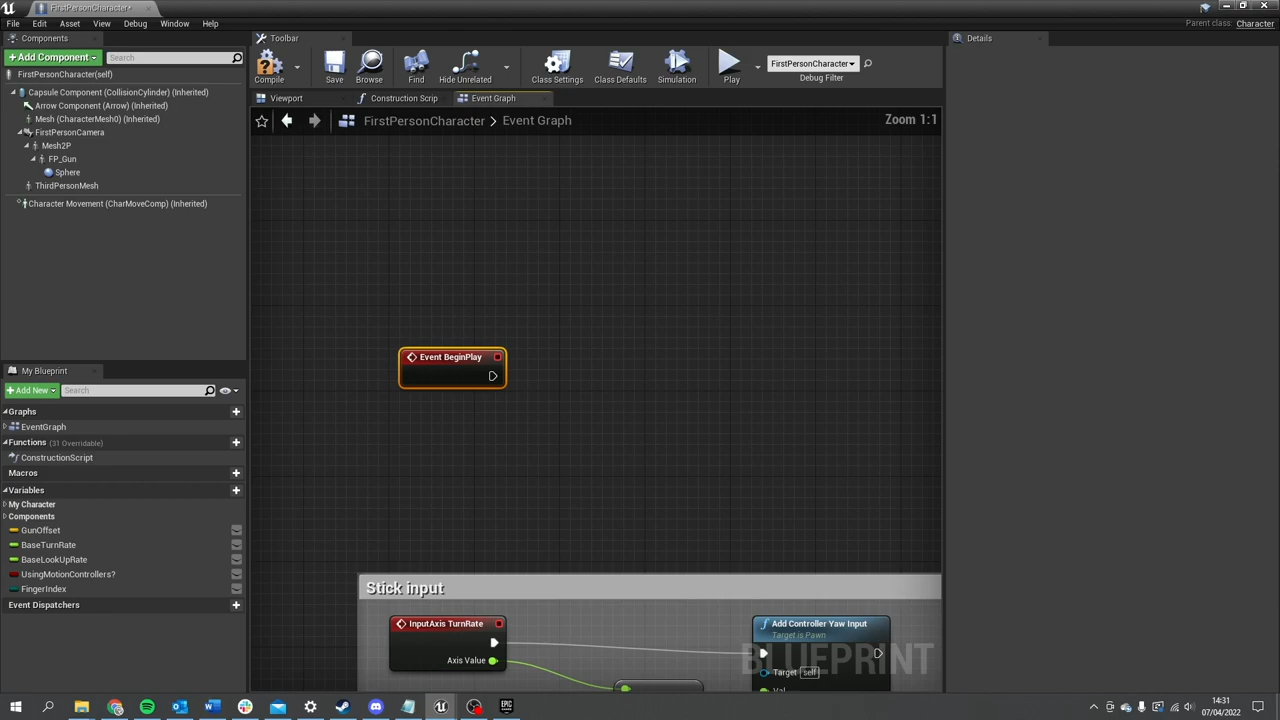 FirstPersonCharacter*
File Edit Asset View Debug Window Help
Parent class: Character
Components
Toolbar
Details
Add Component
Search
Compile
Save
Browse
Find
Hide Unrelated
Class Settings
Class Defaults
Simulation
Play
FirstPersonCharacter
Debug Filter
FirstPersonCharacter(self)
Capsule Component (CollisionCylinder) (Inherited)
Arrow Component (Arrow) (Inherited)
Mesh (CharacterMesh0) (Inherited)
FirstPersonCamera
Mesh2P
FP_Gun
Sphere
ThirdPersonMesh
Character Movement (CharMoveComp) (Inherited)
Viewport
Construction Scrip
Event Graph
FirstPersonCharacter > Event Graph
Zoom 1:1
Event BeginPlay
My Blueprint
Add New
Search
Graphs
EventGraph
Functions (31 Overridable)
ConstructionScript
Macros
Variables
My Character
Components
GunOffset
BaseTurnRate
BaseLookUpRate
UsingMotionControllers?
FingerIndex
Event Dispatchers
Stick input
InputAxis TurnRate
Axis Value
Add Controller Yaw Input
Target is Pawn
Target self
Val
BLUEPRINT
14:31
07/04/2022